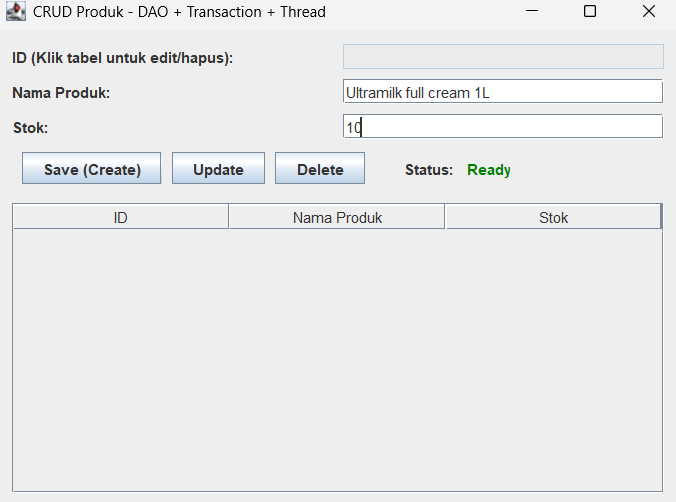 CRUD Produk - DAO + Transaction + Thread
ID (Klik tabel untuk edit/hapus):
Nama Produk: Ultramilk full cream 1L
Stok: 10
Save (Create) Update Delete Status: Ready
ID Nama Produk Stok